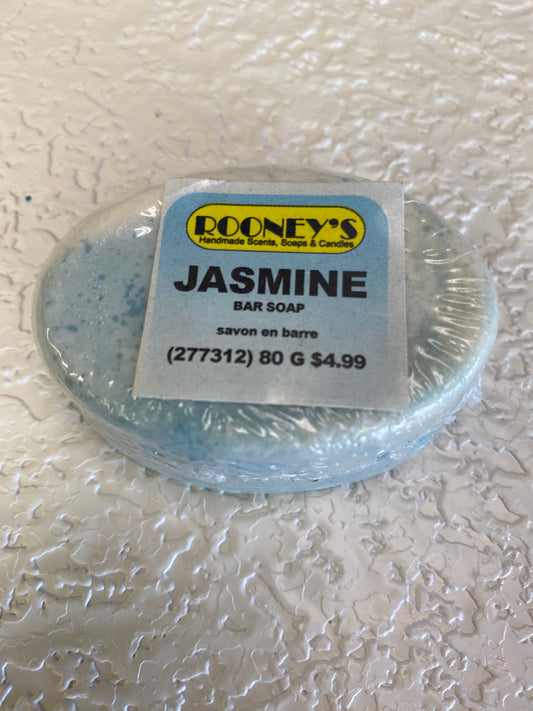 ROONEY'S
Handmade Scents, Soaps & Candles
JASMINE
BAR SOAP
savon en barre
(277312) 80 G $4.99